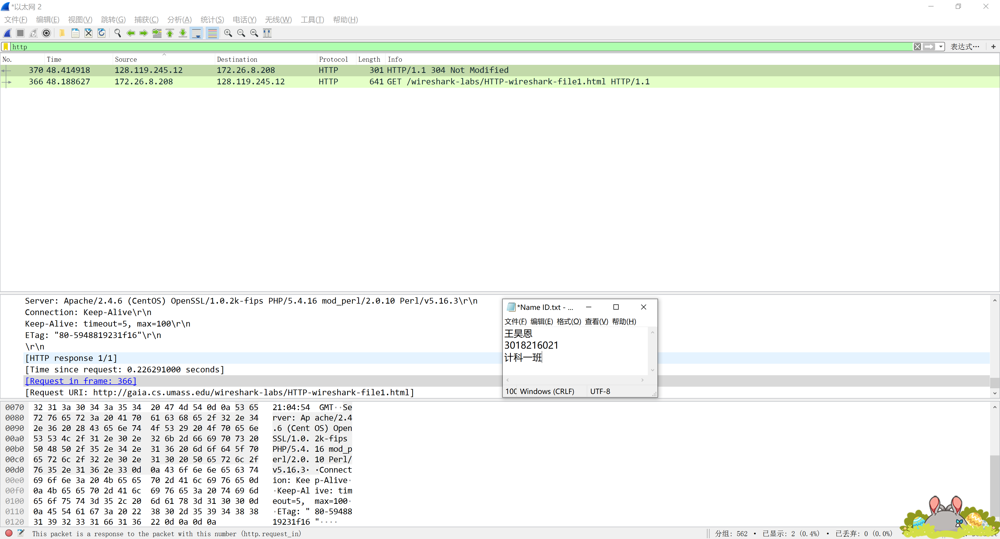 *以太网 2
文件(F) 编辑(E) 视图(V) 跳转(G) 捕获(C) 分析(A) 统计(S) 电话(Y) 无线(W) 工具(T) 帮助(H)
http
表达式…
+
No. Time Source Destination Protocol Length Info
370 48.414918 128.119.245.12 172.26.8.208 HTTP 301 HTTP/1.1 304 Not Modified
366 48.188627 172.26.8.208 128.119.245.12 HTTP 641 GET /wireshark-labs/HTTP-wireshark-file1.html HTTP/1.1
Server: Apache/2.4.6 (CentOS) OpenSSL/1.0.2k-fips PHP/5.4.16 mod_perl/2.0.10 Perl/v5.16.3\r\n
Connection: Keep-Alive\r\n
Keep-Alive: timeout=5, max=100\r\n
ETag: "80-5948819231f16"\r\n
\r\n
[HTTP response 1/1]
[Time since request: 0.226291000 seconds]
[Request in frame: 366]
[Request URI: http://gaia.cs.umass.edu/wireshark-labs/HTTP-wireshark-file1.html]
*Name ID.txt - ...
文件(F) 编辑(E) 格式(O) 查看(V) 帮助(H)
王昊恩
3018216021
计科一班
100 Windows (CRLF) UTF-8
0070 32 31 3a 30 34 3a 35 34 20 47 4d 54 0d 0a 53 65 21:04:54 GMT··Se
0080 72 76 65 72 3a 20 41 70 61 63 68 65 2f 32 2e 34 rver: Ap ache/2.4
0090 2e 36 20 28 43 65 6e 74 4f 53 29 20 4f 70 65 6e .6 (Cent OS) Open
00a0 53 53 4c 2f 31 2e 30 2e 32 6b 2d 66 69 70 73 20 SSL/1.0. 2k-fips
00b0 50 48 50 2f 35 2e 34 2e 31 36 20 6d 6f 64 5f 70 PHP/5.4. 16 mod_p
00c0 65 72 6c 2f 32 2e 30 2e 31 30 20 50 65 72 6c 2f erl/2.0. 10 Perl/
00d0 76 35 2e 31 36 2e 33 0d 0a 43 6f 6e 6e 65 63 74 v5.16.3· ·Connect
00e0 69 6f 6e 3a 20 4b 65 65 70 2d 41 6c 69 76 65 0d ion: Kee p-Alive·
00f0 0a 4b 65 65 70 2d 41 6c 69 76 65 3a 20 74 69 6d ·Keep-Al ive: tim
0100 65 6f 75 74 3d 35 2c 20 6d 61 78 3d 31 30 30 0d eout=5,  max=100·
0110 0a 45 54 61 67 3a 20 22 38 30 2d 35 39 34 38 38 ·ETag: " 80-59488
0120 31 39 32 33 31 66 31 36 22 0d 0a 0d 0a 19231f16 "····
This packet is a response to the packet with this number (http.request_in)
分组: 562 · 已显示: 2 (0.4%) · 已丢弃: 0 (0.0%)